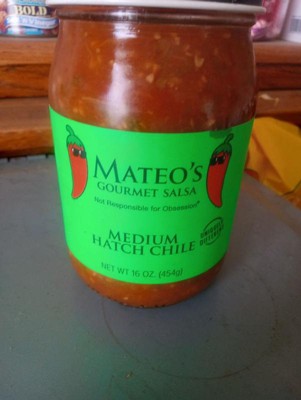 BOLD
MATEO'S
GOURMET SALSA
Not Responsible for Obsession
MEDIUM
HATCH CHILE
NET WT 16 OZ. (454g)